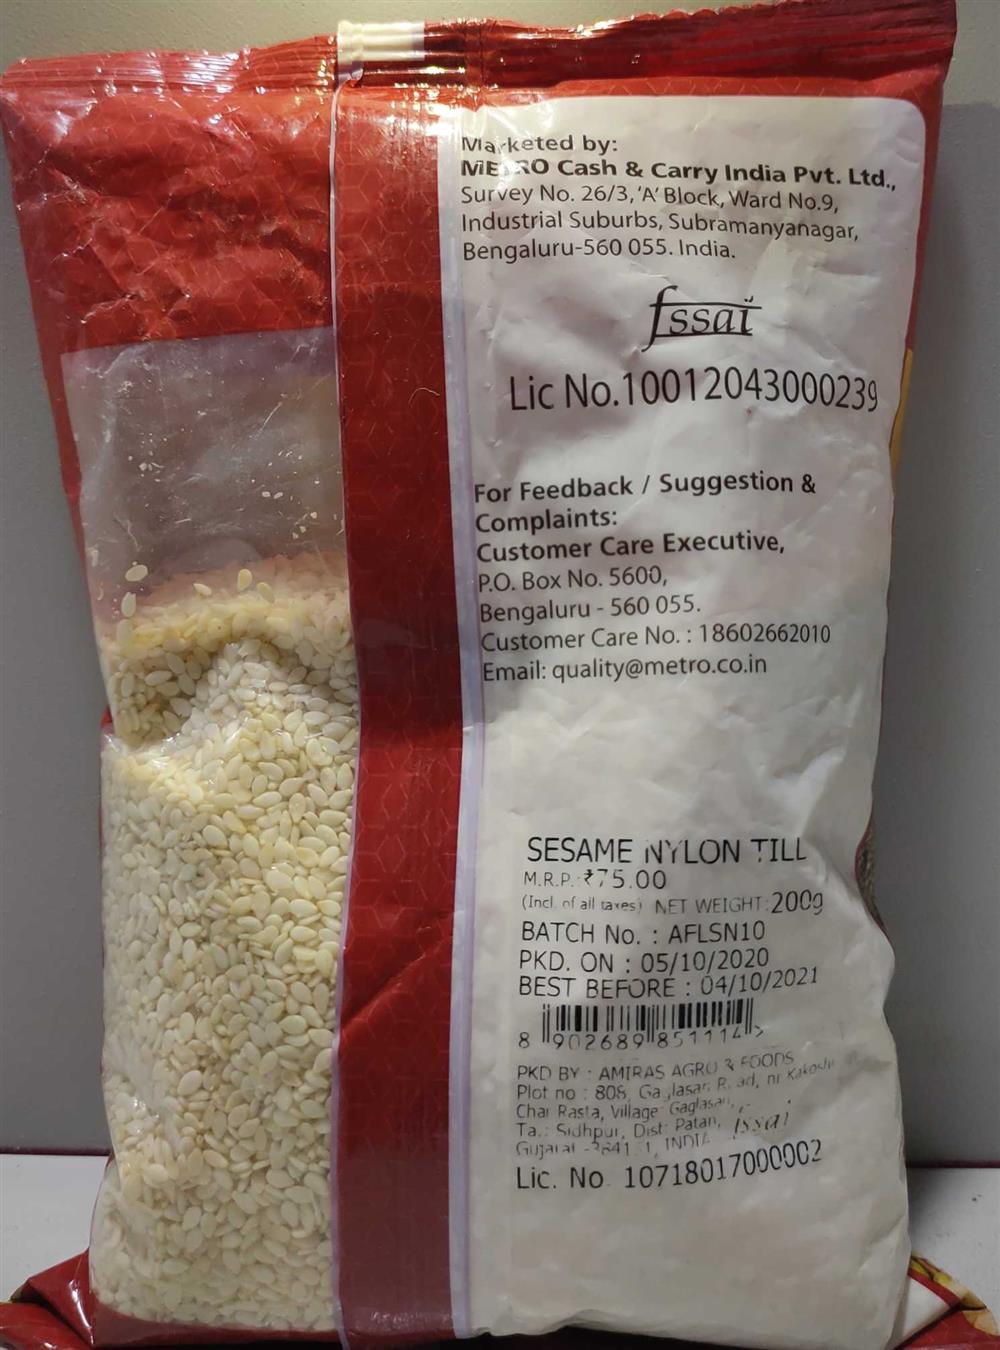 Marketed by:
METRO Cash & Carry India Pvt. Ltd.,
Survey No. 26/3, 'A' Block, Ward No.9,
Industrial Suburbs, Subramanyanagar,
Bengaluru-560 055. India.
fssai
Lic No.10012043000239
For Feedback / Suggestion &
Complaints:
Customer Care Executive,
P.O. Box No. 5600,
Bengaluru - 560 055.
Customer Care No. : 18602662010
Email: quality@metro.co.in
SESAME NYLON TILL
M.R.P.:₹75.00
(Incl. of all taxes) NET WEIGHT:200g
BATCH No. : AFLSN10
PKD. ON : 05/10/2020
BEST BEFORE : 04/10/2021
8 902689 851114 >
PKD BY : AMIRAS AGRO & FOODS
Plot no : 808, Gaglasan Road, nr Kakoshi
Char Rasta, Village Gaglasan,
Ta.: Sidhpur, Dist: Patan, fssai
Gujarat INDIA
Lic. No 10718017000002